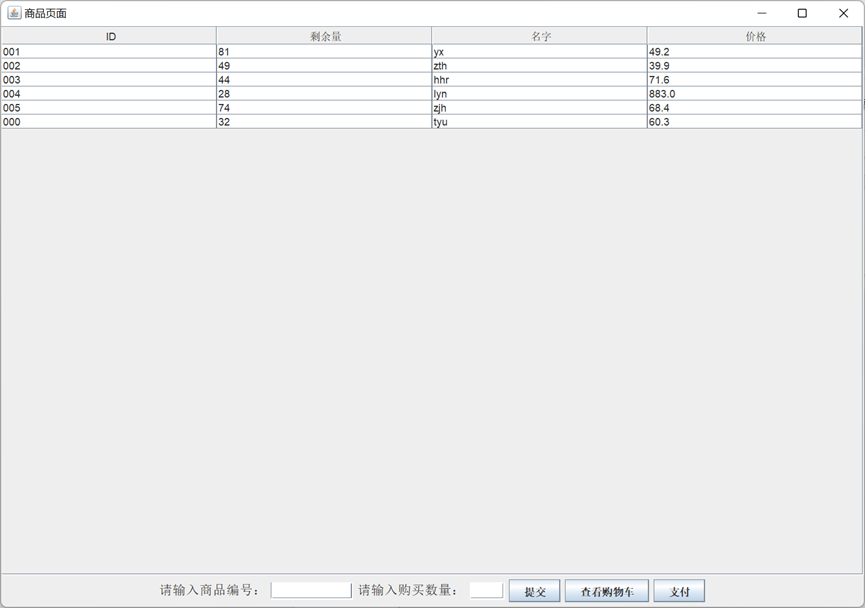 商品页面
ID 剩余量 名字 价格
001 81 yx 49.2
002 49 zth 39.9
003 44 hhr 71.6
004 28 lyn 883.0
005 74 zjh 68.4
000 32 tyu 60.3
请输入商品编号： 请输入购买数量： 提交 查看购物车 支付